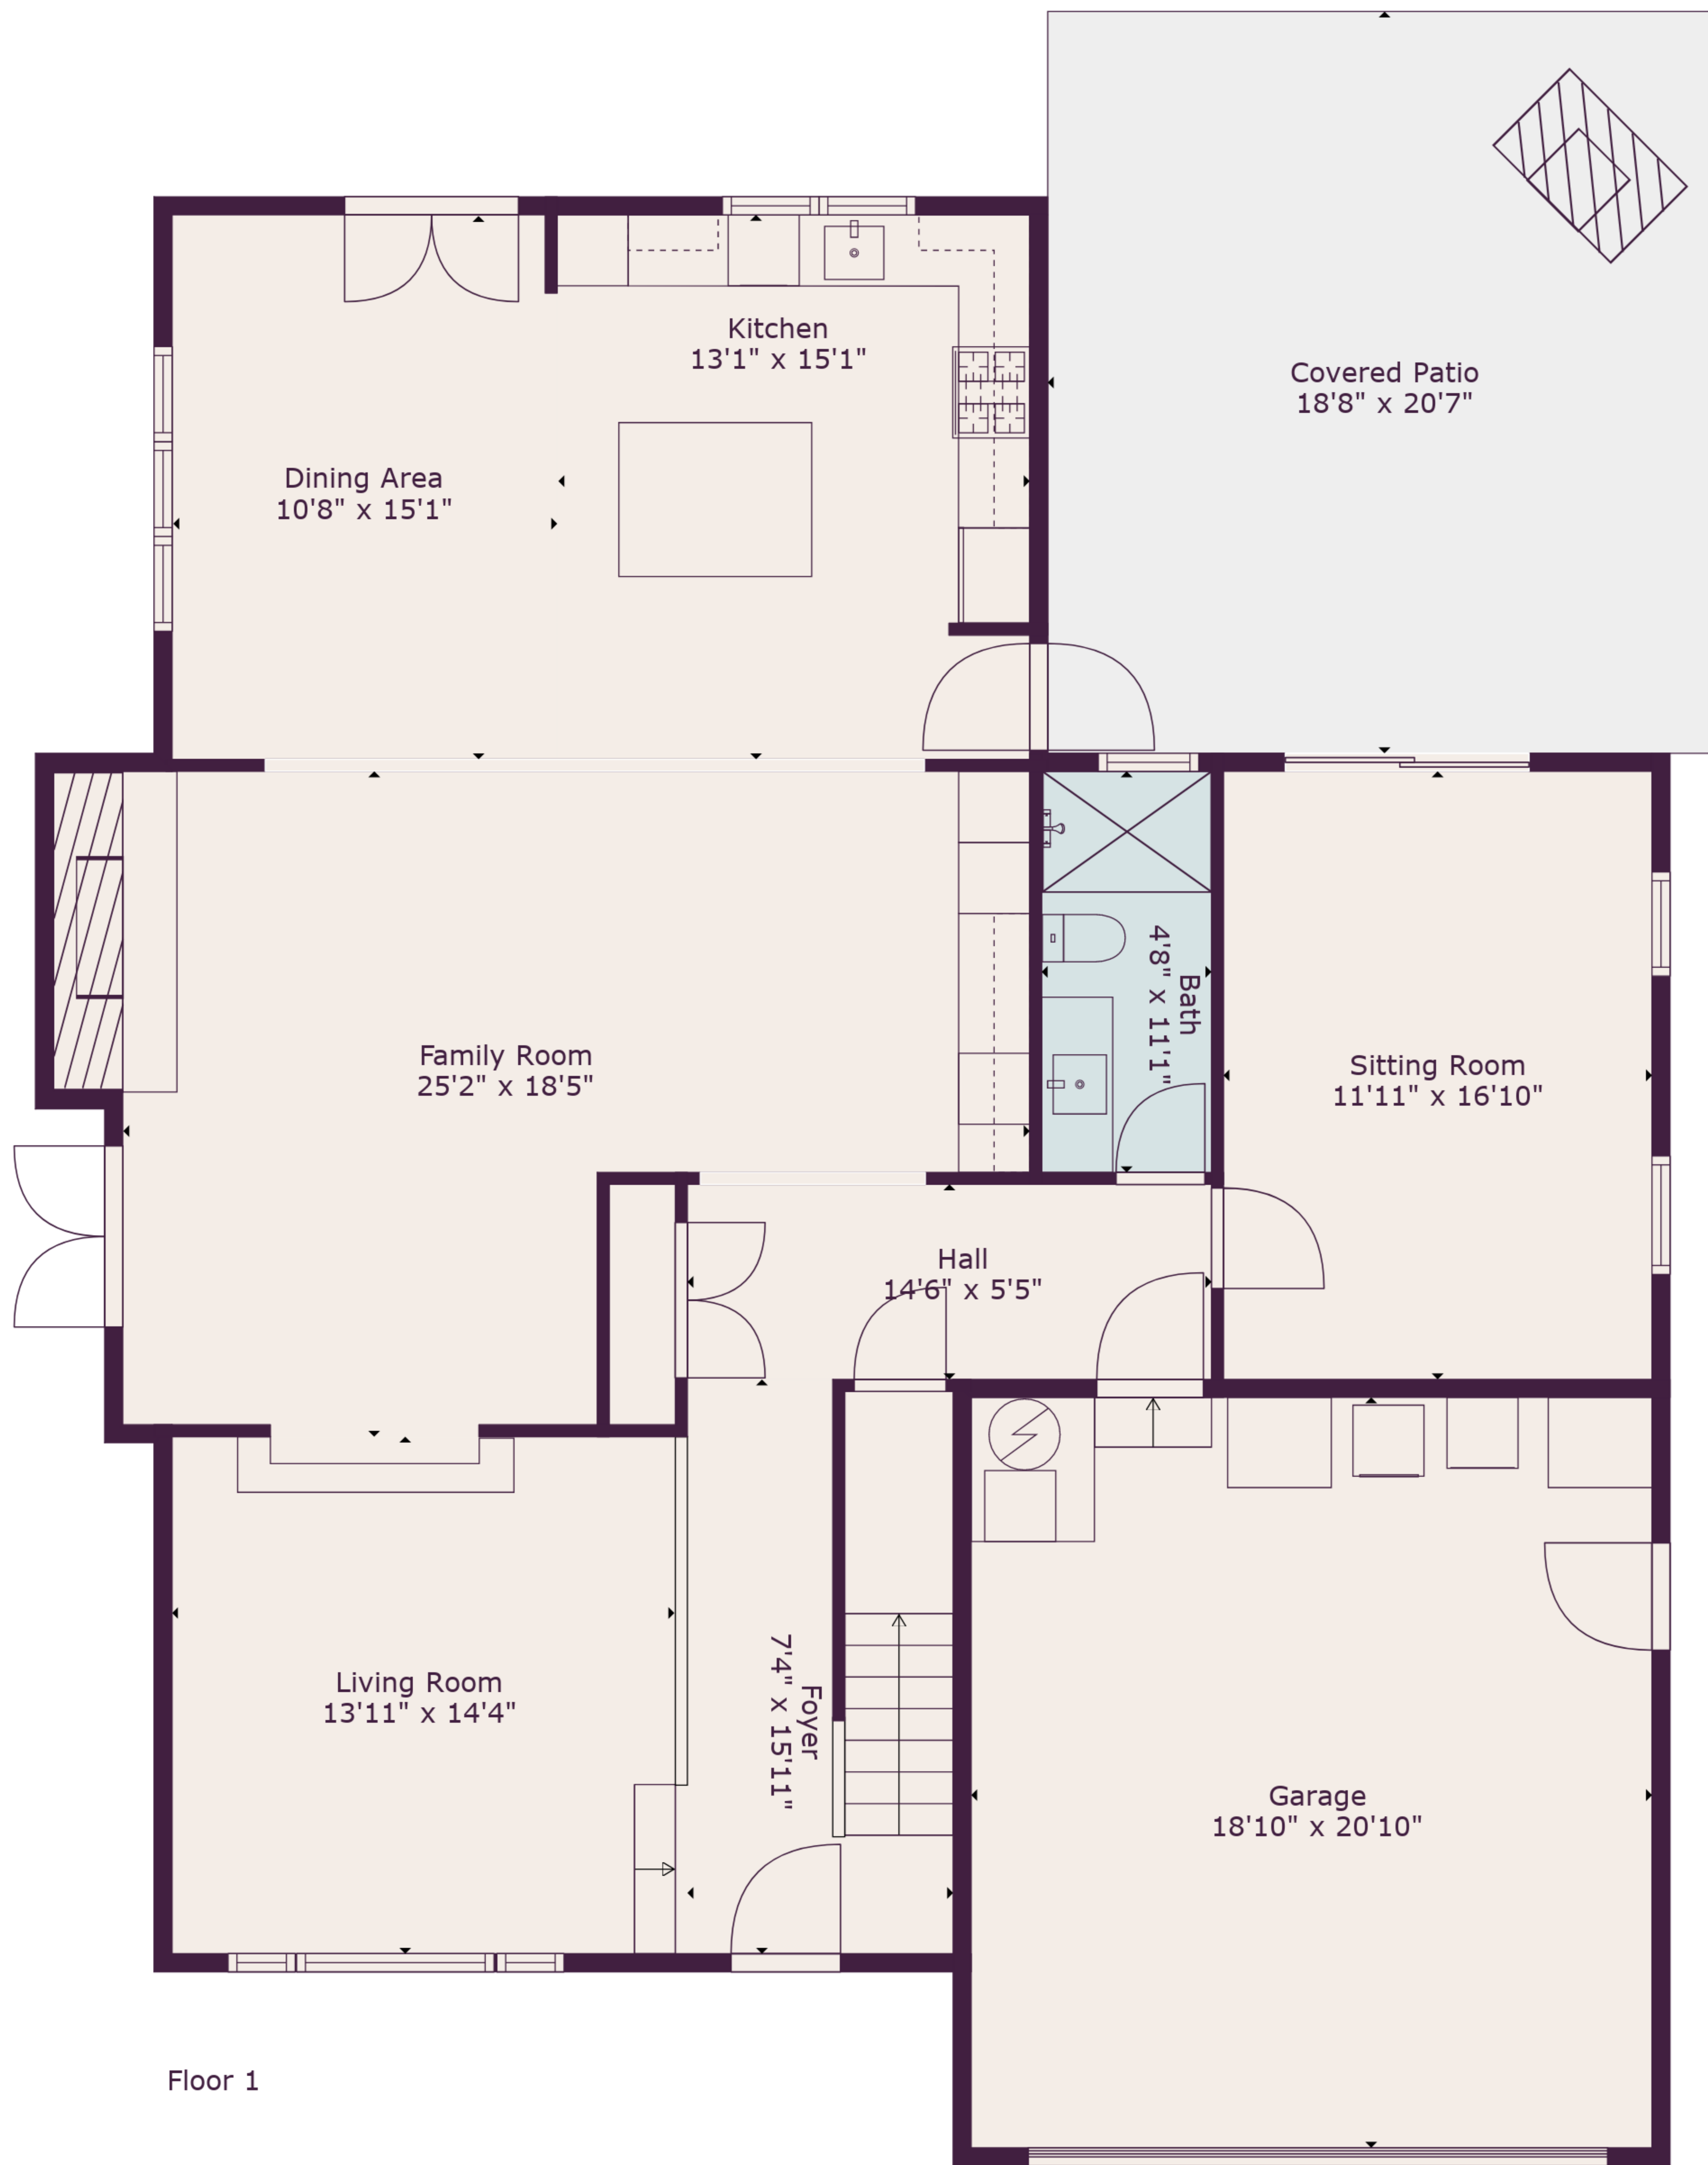 Kitchen
13'1" x 15'1"
Covered Patio
18'8" x 20'7"
Dining Area
10'8" x 15'1"
Family Room
25'2" x 18'5"
Bath
4'8" x 11'1"
Sitting Room
11'11" x 16'10"
Hall
14'6" x 5'5"
Living Room
13'11" x 14'4"
Foyer
7'4" x 15'11"
Garage
18'10" x 20'10"
Floor 1